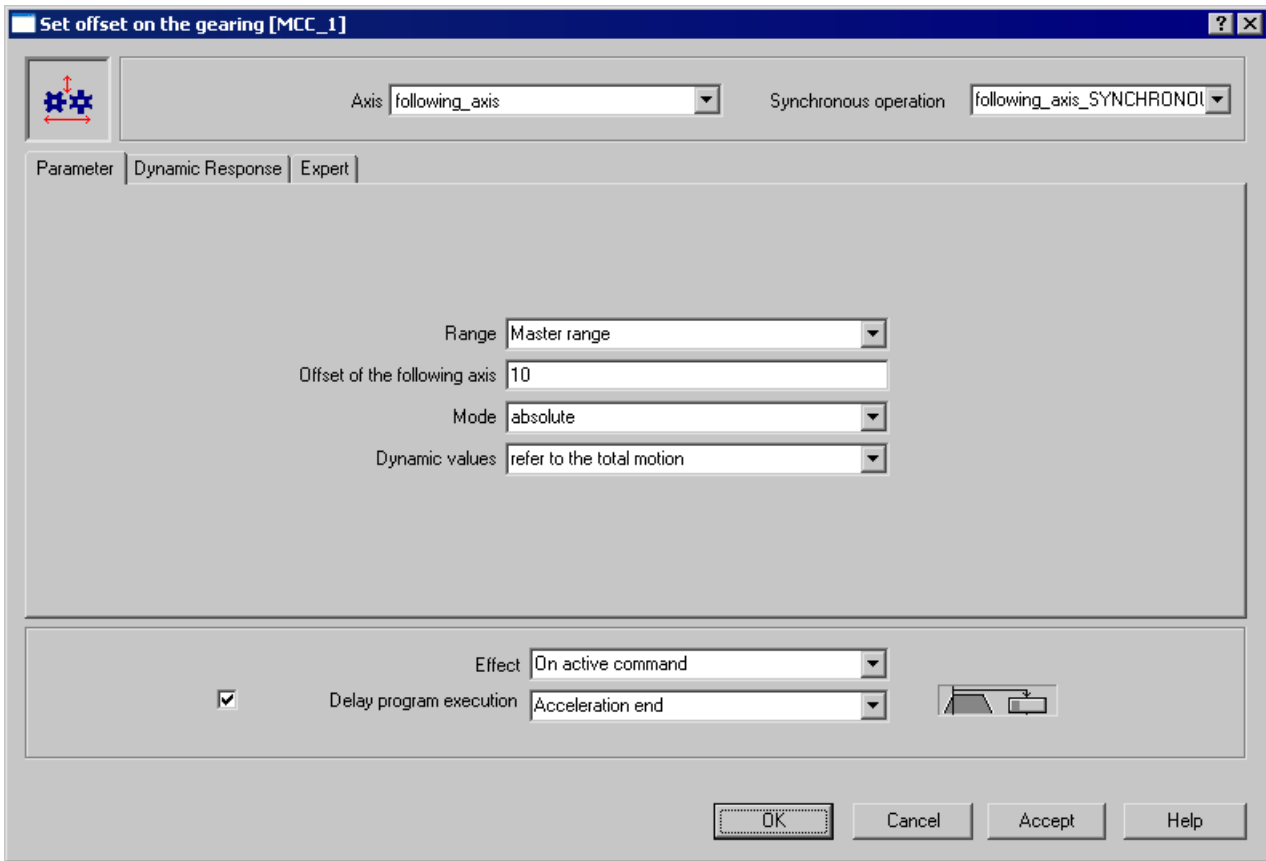 Set offset on the gearing [MCC_1]
Axis following_axis Synchronous operation following_axis_SYNCHRONOU
Parameter Dynamic Response Expert
Range Master range
Offset of the following axis 10
Mode absolute
Dynamic values refer to the total motion
Effect On active command
Delay program execution Acceleration end
OK Cancel Accept Help